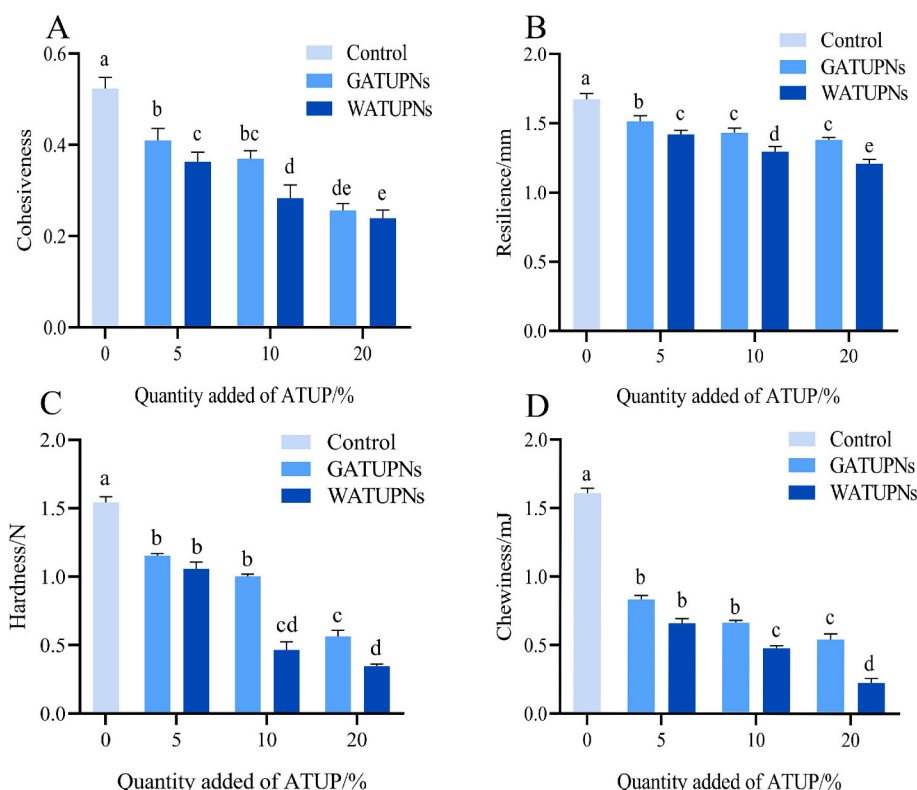 A
0.6
0.4
0.2
0.0
Cohesiveness
Control
GATUPNs
WATUPNs
a
b
c
bc
d
de
e
0
5
10
20
Quantity added of ATUP/%
B
2.0
1.5
1.0
0.5
0.0
Resilience/mm
Control
GATUPNs
WATUPNs
a
b
c
c
d
c
e
0
5
10
20
Quantity added of ATUP/%
C
2.0
1.5
1.0
0.5
0.0
Hardness/N
Control
GATUPNs
WATUPNs
a
b
b
b
cd
c
d
0
5
10
20
Quantity added of ATUP/%
D
2.0
1.5
1.0
0.5
0.0
Chewiness/mJ
Control
GATUPNs
WATUPNs
a
b
b
b
c
c
d
0
5
10
20
Quantity added of ATUP/%